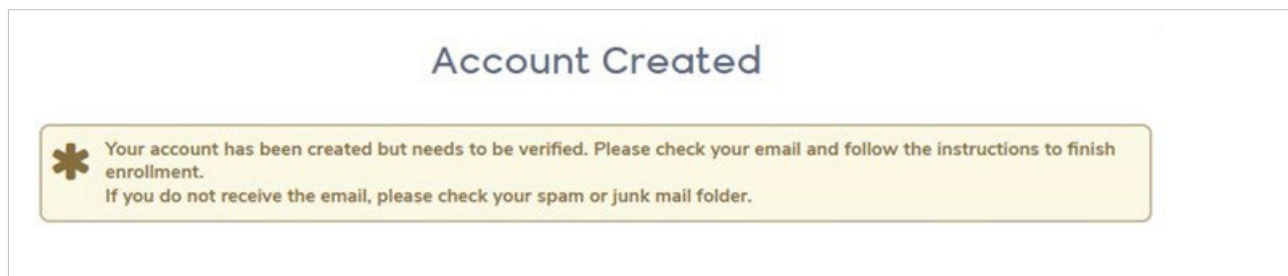 Account Created
Your account has been created but needs to be verified. Please check your email and follow the instructions to finish
enrollment.
If you do not receive the email, please check your spam or junk mail folder.